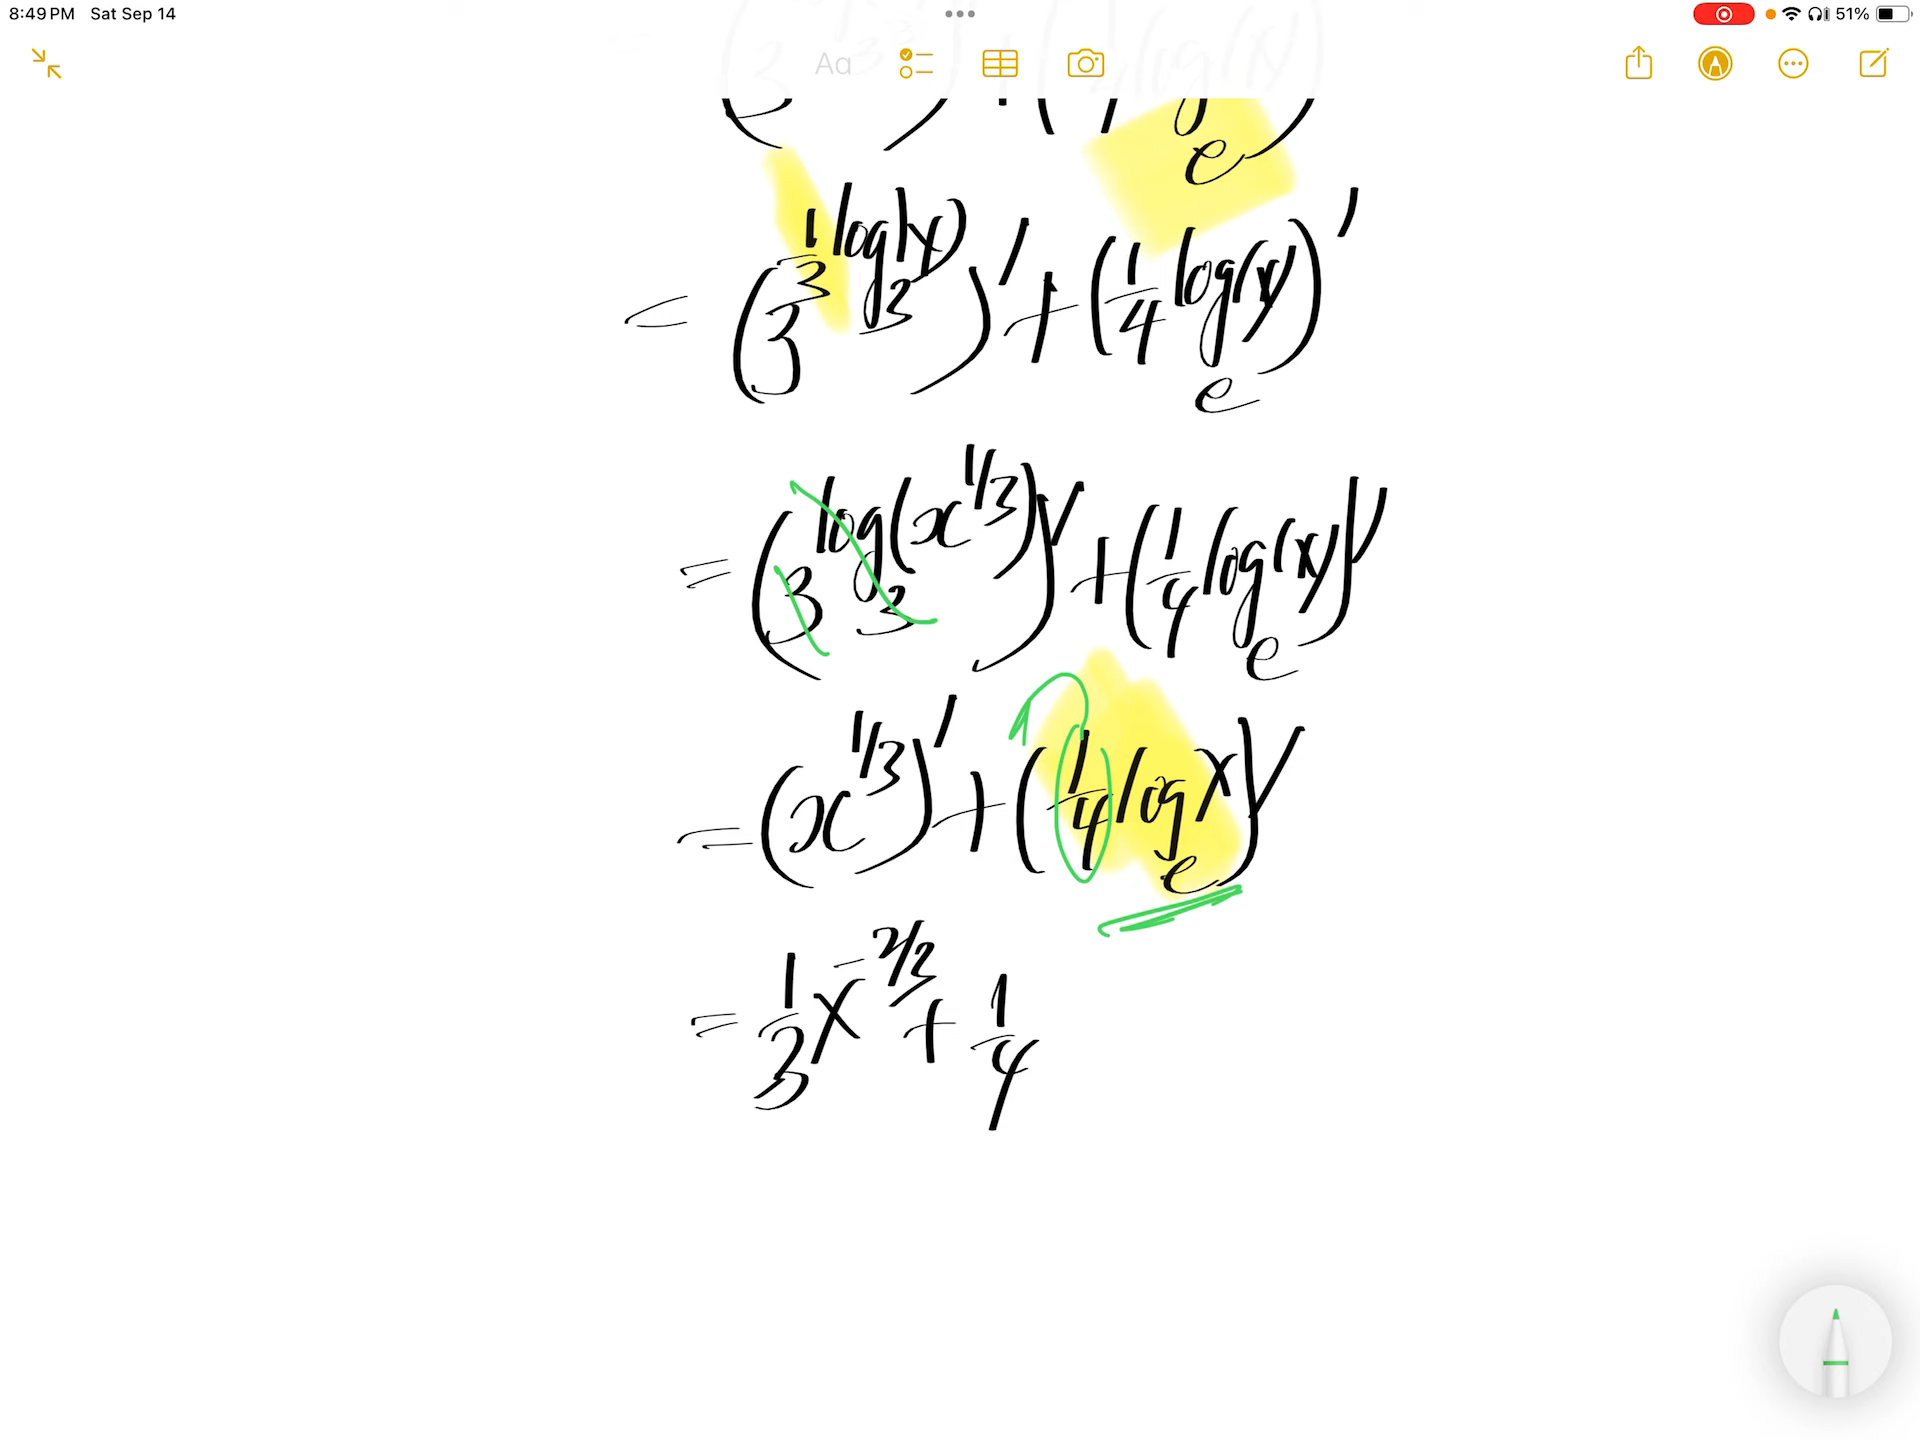 8:49 PM Sat Sep 14
51%
Aa
e
= (3^{1/3 log_3(x)})' + (1/4 log_e(x))'
= (3^{log_3(x^{1/3})})' + (1/4 log_e(x))'
= (x^{1/3})' + (1/4 log_e x)'
= 1/3 x^{-2/3} + 1/4